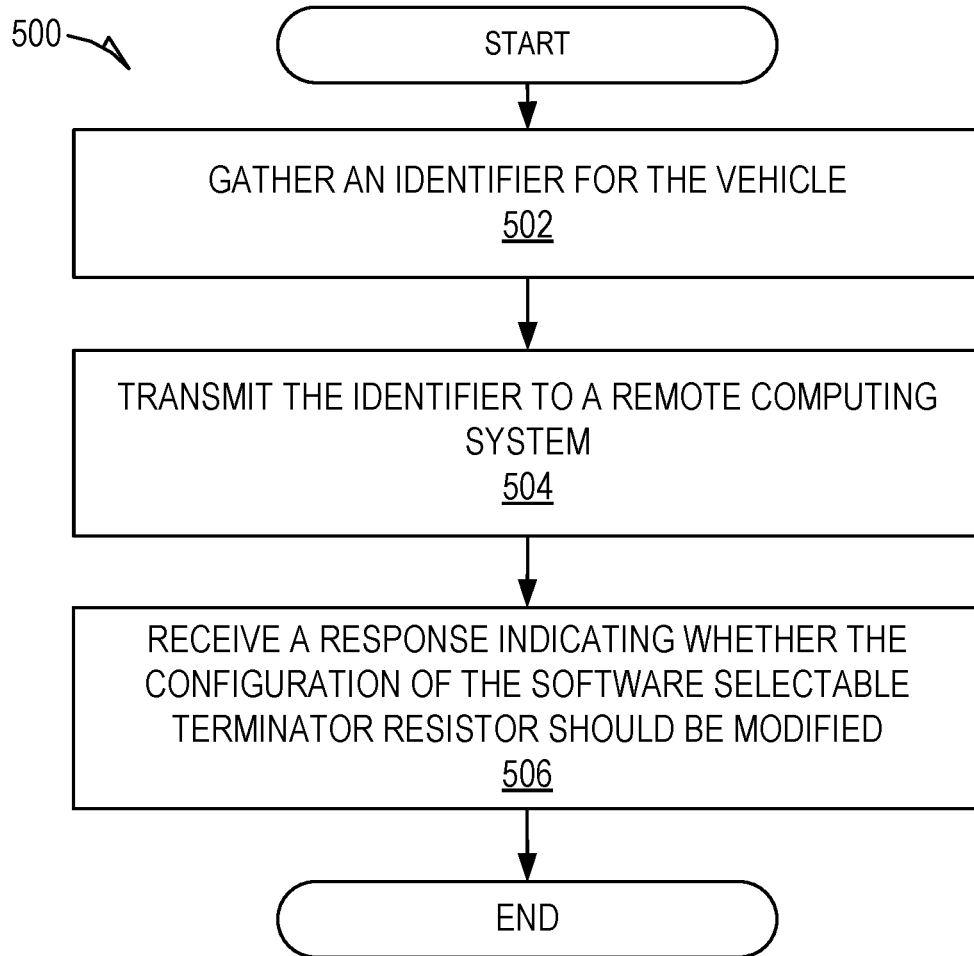 500
START
GATHER AN IDENTIFIER FOR THE VEHICLE
502
TRANSMIT THE IDENTIFIER TO A REMOTE COMPUTING
SYSTEM
504
RECEIVE A RESPONSE INDICATING WHETHER THE
CONFIGURATION OF THE SOFTWARE SELECTABLE
TERMINATOR RESISTOR SHOULD BE MODIFIED
506
END